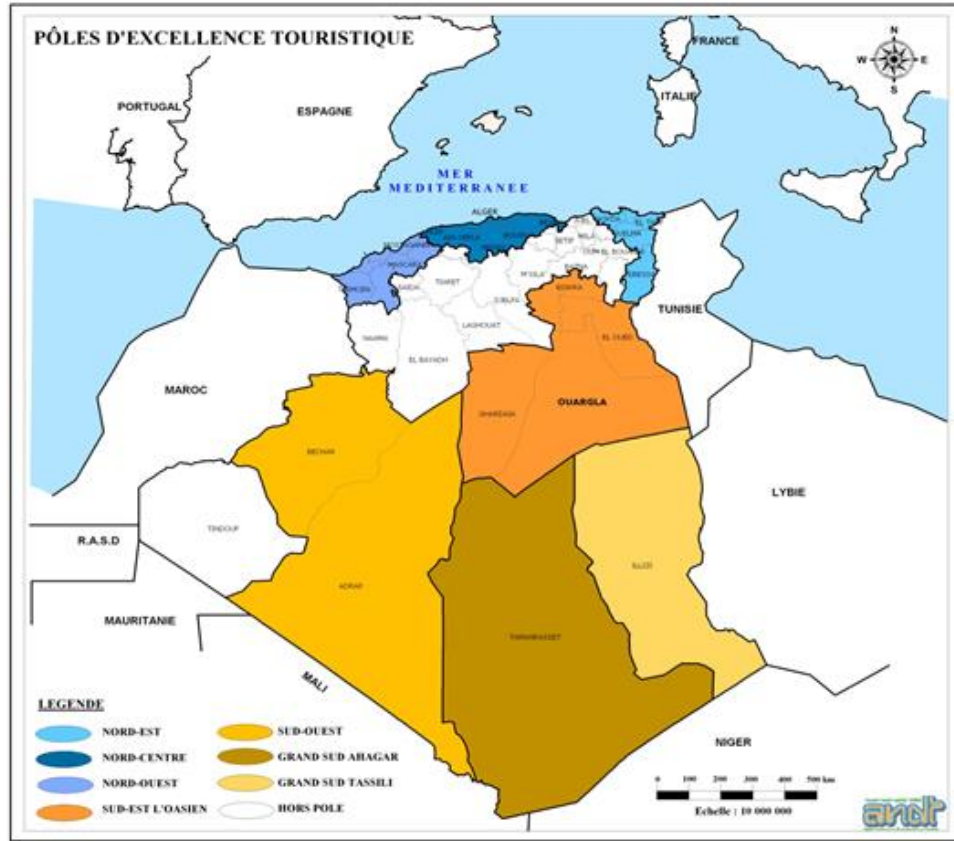 PÔLES D'EXCELLENCE TOURISTIQUE
FRANCE
N
W E
S
ITALIE
PORTUGAL
ESPAGNE
MER
MEDITERRANEE
ALGER
MASCARA
SETIF
TIARET
M'SILA
DJELFA
LAGHOUAT
EL BAYADH
TUNISIE
EL OUED
MAROC
GHARDAIA
OUARGLA
BECHAR
LYBIE
TINDOUF
R.A.S.D
ADRAR
ILLIZI
TAMANRASSET
MAURITANIE
MALI
NIGER
LEGENDE
NORD-EST
NORD-CENTRE
NORD-OUEST
SUD-EST L'OASIEN
SUD-OUEST
GRAND SUD AHAGAR
GRAND SUD TASSILI
HORS POLE
0 100 200 300 400 500 km
Echelle : 10 000 000
andt